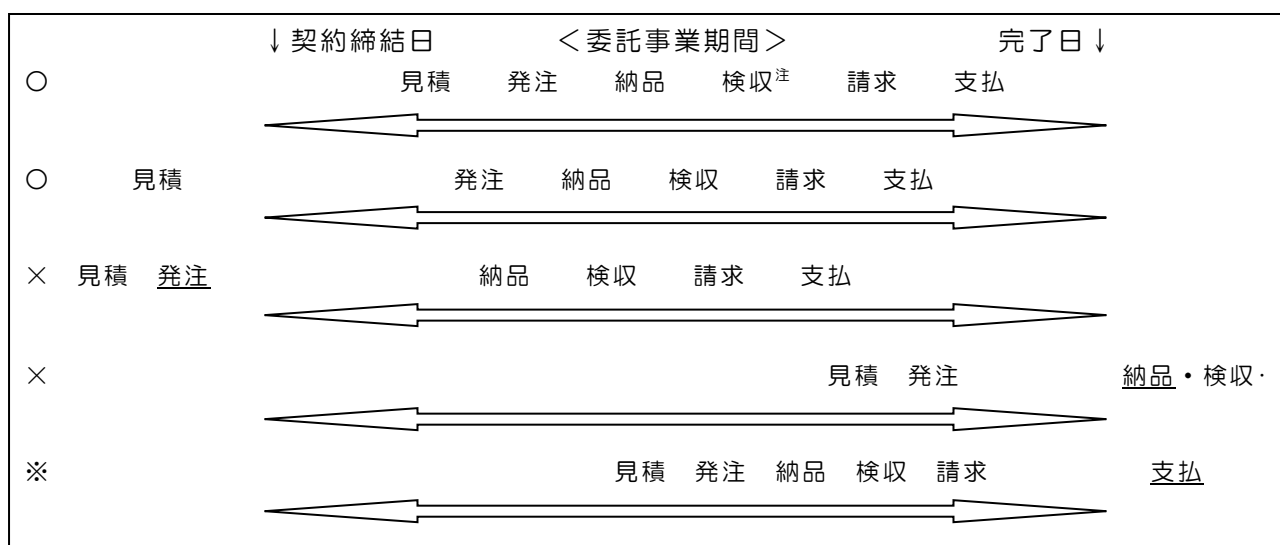 ↓契約締結日 ＜委託事業期間＞ 完了日↓
○ 見積 発注 納品 検収注 請求 支払
○ 見積 発注 納品 検収 請求 支払
× 見積 発注 納品 検収 請求 支払
× 見積 発注 納品・検収・
※ 見積 発注 納品 検収 請求 支払